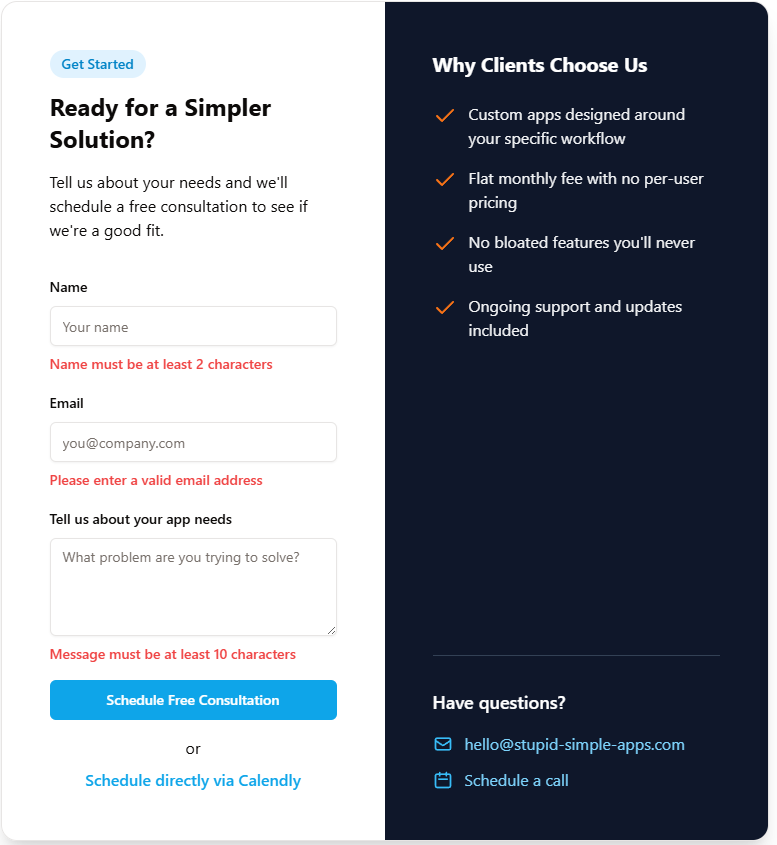 Get Started
Ready for a Simpler
Solution?
Tell us about your needs and we'll
schedule a free consultation to see if
we're a good fit.
Name
Your name
Name must be at least 2 characters
Email
you@company.com
Please enter a valid email address
Tell us about your app needs
What problem are you trying to solve?
Message must be at least 10 characters
Schedule Free Consultation
or
Schedule directly via Calendly
Why Clients Choose Us
Custom apps designed around
your specific workflow
Flat monthly fee with no per-user
pricing
No bloated features you'll never
use
Ongoing support and updates
included
Have questions?
hello@stupid-simple-apps.com
Schedule a call